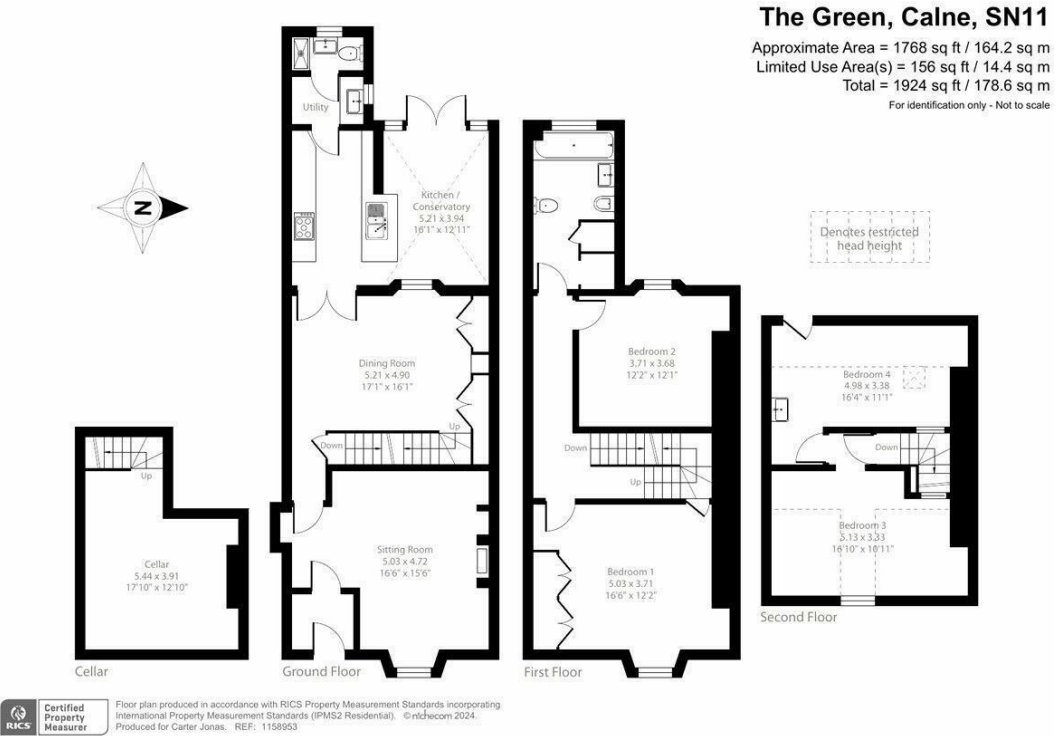 The Green, Calne, SN11
Approximate Area = 1768 sq ft / 164.2 sq m
Limited Use Area(s) = 156 sq ft / 14.4 sq m
Total = 1924 sq ft / 178.6 sq m
For identification only - Not to scale
Utility
N
Kitchen /
Conservatory
5.21 x 3.94
16'1" x 12'11"
Denotes restricted
head height
Dining Room
5.21 x 4.90
17'1" x 16'1"
Up
Down
Bedroom 2
3.71 x 3.68
12'2" x 12'1"
Down
Up
Bedroom 4
4.98 x 3.38
16'4" x 11'1"
Down
Up
Cellar
5.44 x 3.91
17'10" x 12'10"
Sitting Room
5.03 x 4.72
16'6" x 15'6"
Bedroom 1
5.03 x 3.71
16'6" x 12'2"
Bedroom 3
5.13 x 3.33
16'10" x 10'11"
Second Floor
Cellar
Ground Floor
First Floor
RICS
Certified
Property
Measurer
Floor plan produced in accordance with RICS Property Measurement Standards incorporating
International Property Measurement Standards (IPMS2 Residential). © nichecom 2024.
Produced for Carter Jonas. REF: 1158953